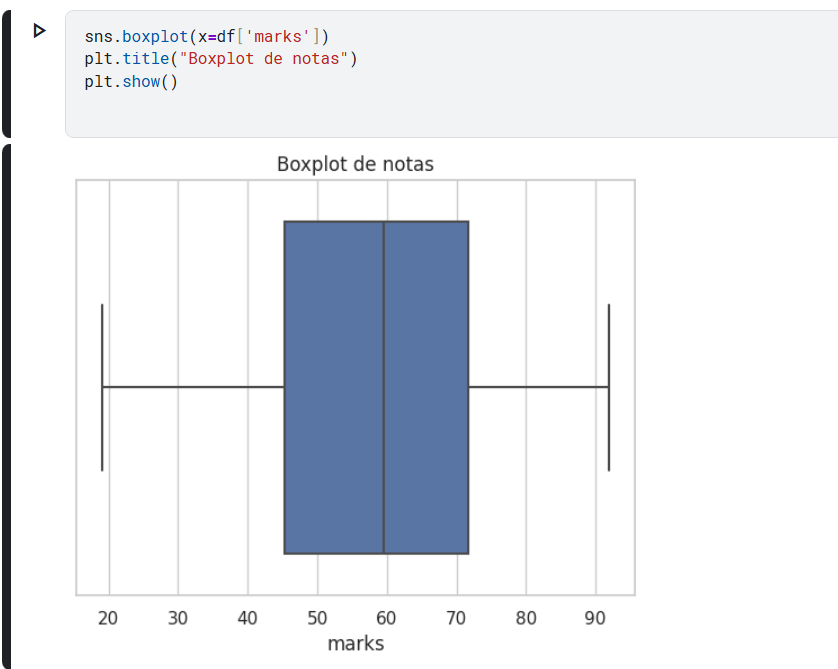 sns.boxplot(x=df['marks'])
plt.title("Boxplot de notas")
plt.show()
Boxplot de notas
20 30 40 50 60 70 80 90
marks